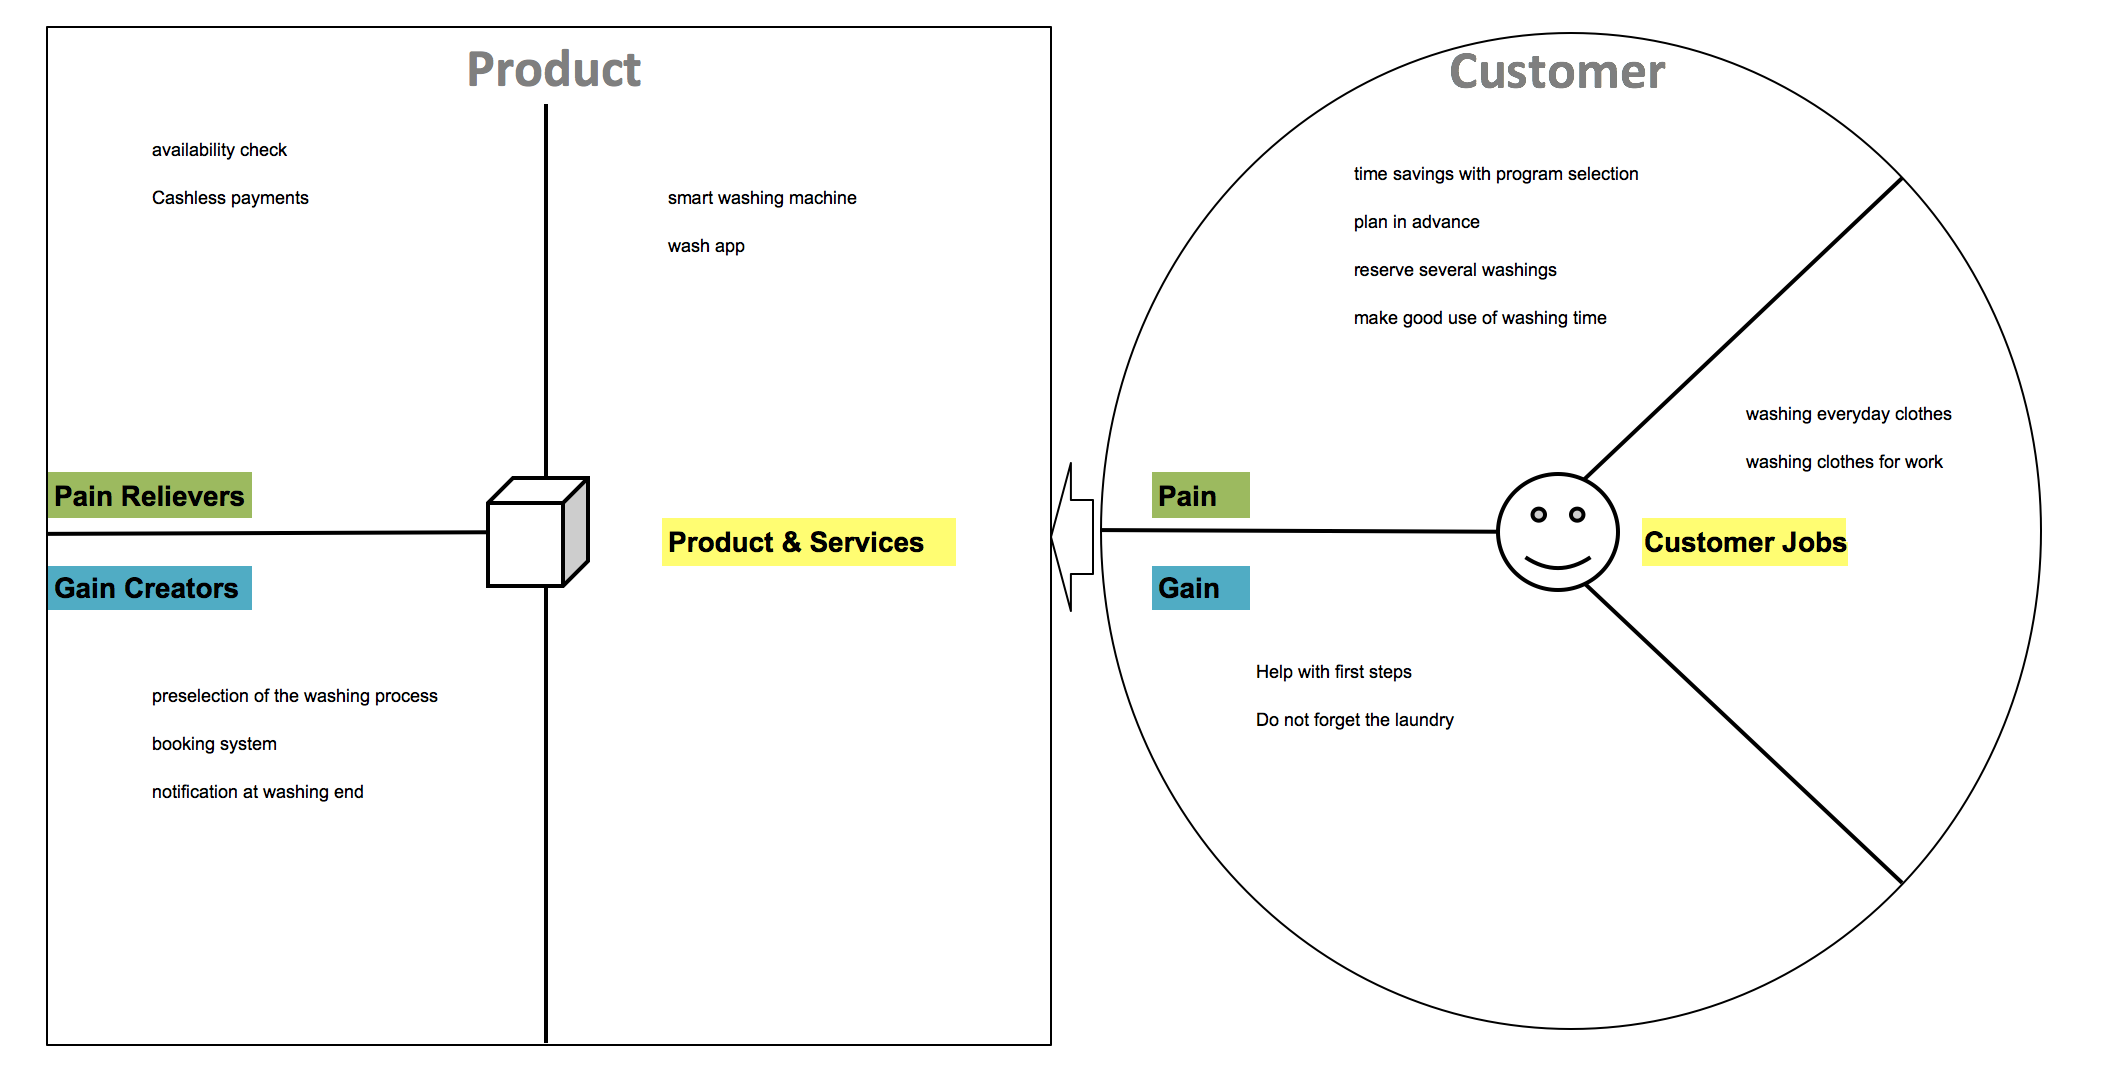 Product
availability check
Cashless payments
smart washing machine
wash app
Pain Relievers
Product & Services
Gain Creators
preselection of the washing process
booking system
notification at washing end
Customer
time savings with program selection
plan in advance
reserve several washings
make good use of washing time
washing everyday clothes
washing clothes for work
Pain
Customer Jobs
Gain
Help with first steps
Do not forget the laundry